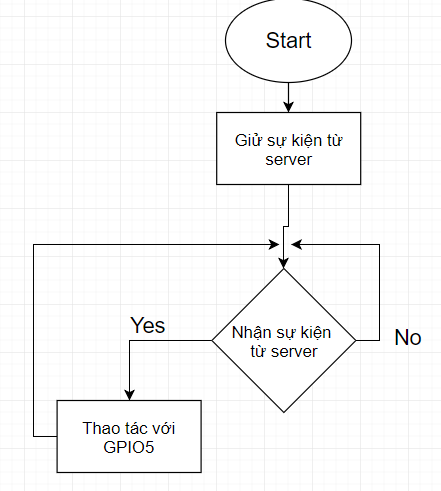 Start
Giử sự kiện từ
server
Nhận sự kiện
từ server
Yes
No
Thao tác với
GPIO5